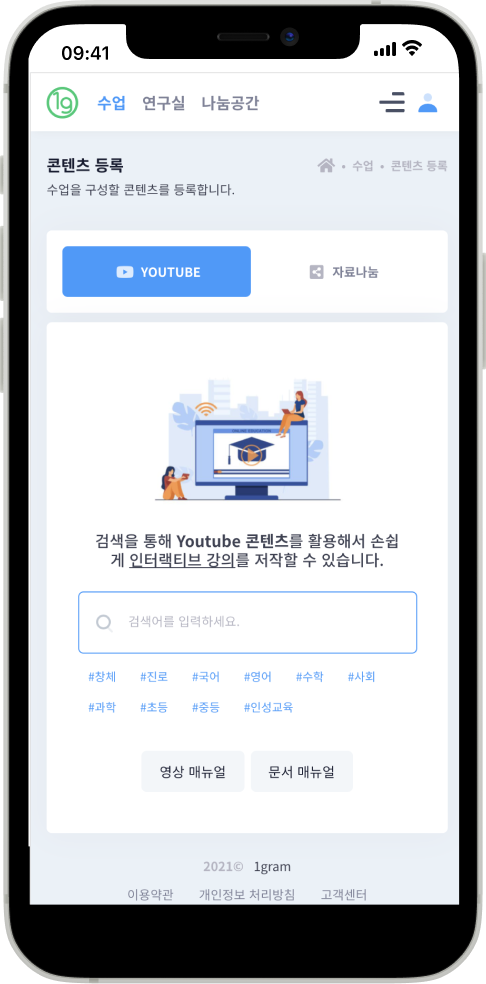 09:41
1g 수업 연구실 나눔공간
콘텐츠 등록
• 수업 • 콘텐츠 등록
수업을 구성할 콘텐츠를 등록합니다.
YOUTUBE 자료나눔
검색을 통해 Youtube 콘텐츠를 활용해서 손쉽
게 인터랙티브 강의를 저작할 수 있습니다.
검색어를 입력하세요.
#창체 #진로 #국어 #영어 #수학 #사회
#과학 #초등 #중등 #인성교육
영상 매뉴얼 문서 매뉴얼
2021© 1gram
이용약관 개인정보 처리방침 고객센터